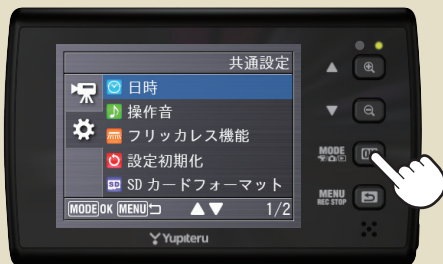 共通設定
日時
操作音
フリッカレス機能
設定初期化
SD SDカードフォーマット
MODE OK MENU 1/2
MODE
MENU
REC STOP
Yupiteru